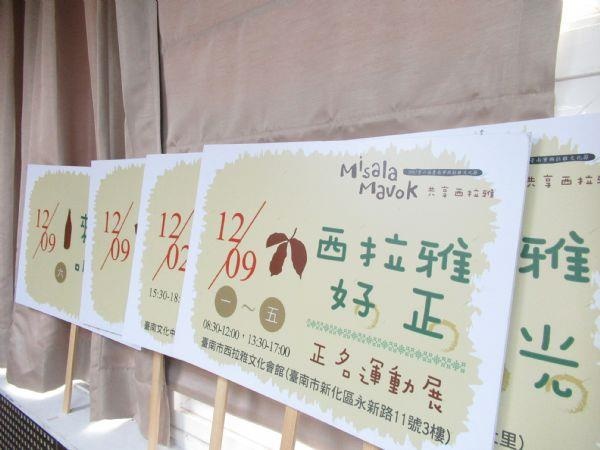 12/09
六
來
12/09
12/02
15:30-18:
臺南文化中
Misala
Mavok
共享西拉雅
12/09
西拉雅
好正
一～五
正名運動展
08:30-12:00，13:30-17:00
臺南市西拉雅文化會館(臺南市新化區永新路11號3樓)
共享西拉雅
雅
光
里)